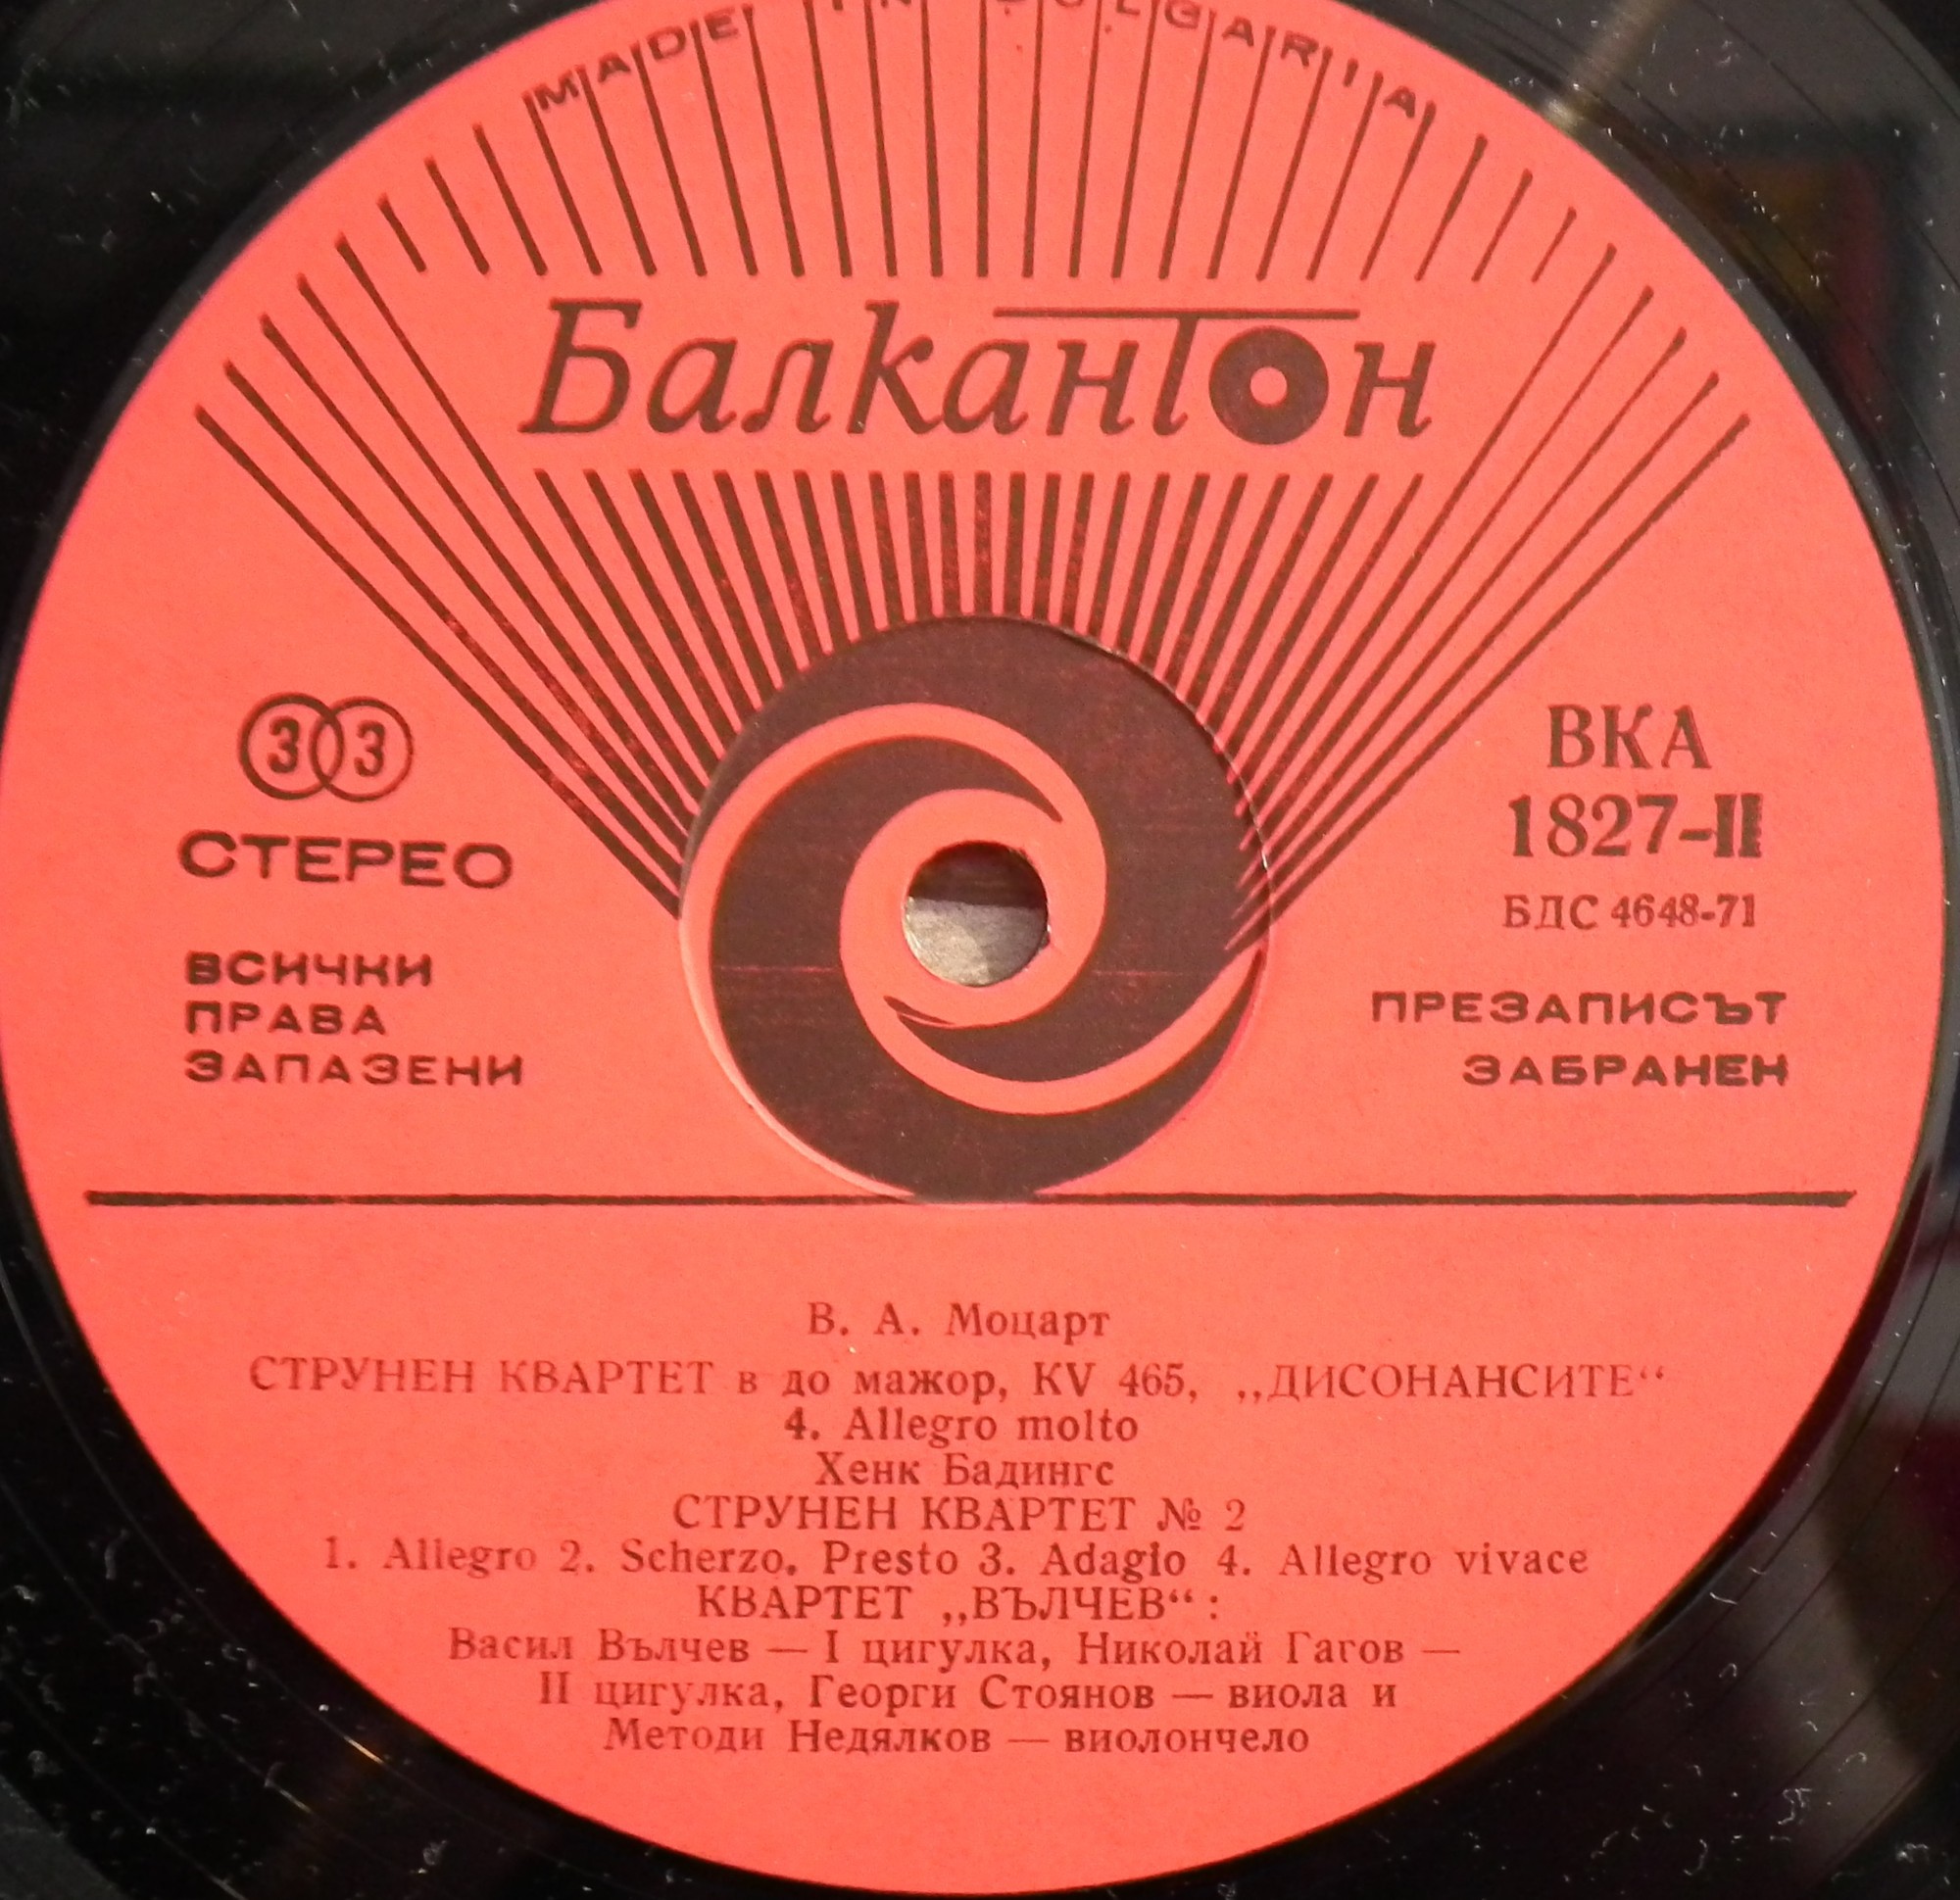 MADE IN BULGARIA
Балкантон
33
СТЕРЕО
ВСИЧКИ
ПРАВА
ЗАПАЗЕНИ
ВКА
1827-II
БДС 4648-71
ПРЕЗАПИСЪТ
ЗАБРАНЕН
В. А. Моцарт
СТРУНЕН КВАРТЕТ в до мажор, KV 465, „ДИСОНАНСИТЕ“
4. Allegro molto
Хенк Бадингс
СТРУНЕН КВАРТЕТ № 2
1. Allegro 2. Scherzo. Presto 3. Adagio 4. Allegro vivace
КВАРТЕТ „ВЪЛЧЕВ“ :
Васил Вълчев — I цигулка, Николай Гагов —
II цигулка, Георги Стоянов — виола и
Методи Недялков — виолончело